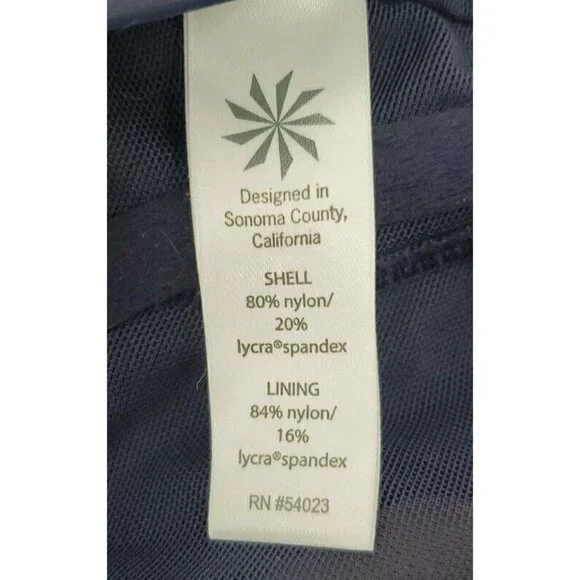 Designed in
Sonoma County,
California
SHELL
80% nylon/
20%
lycra®spandex
LINING
84% nylon/
16%
lycra®spandex
RN #54023